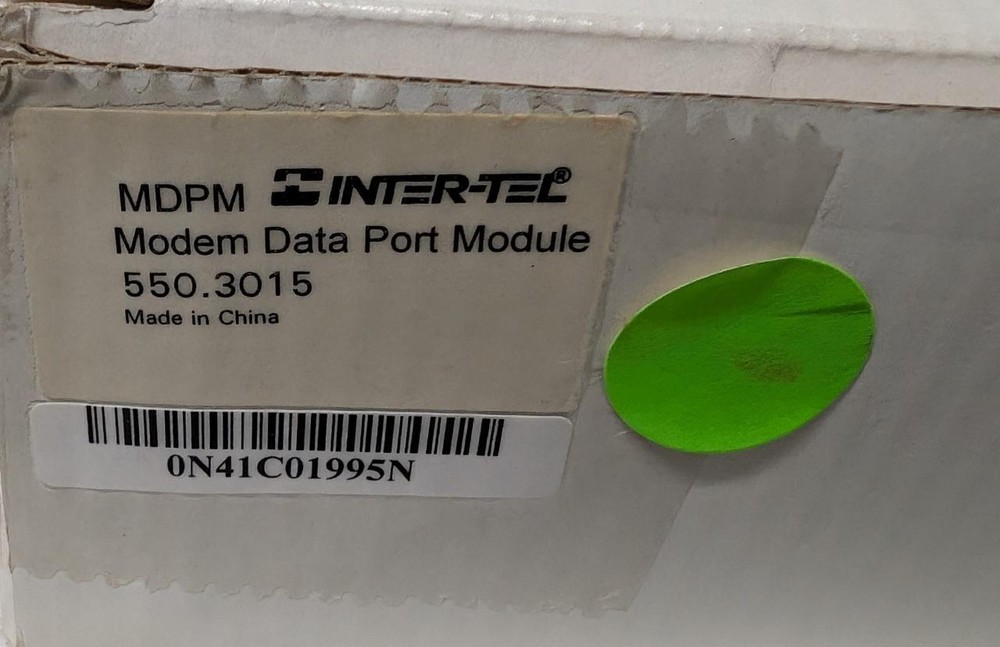 MDPM INTER-TEL®
Modem Data Port Module
550.3015
Made in China
0N41C01995N